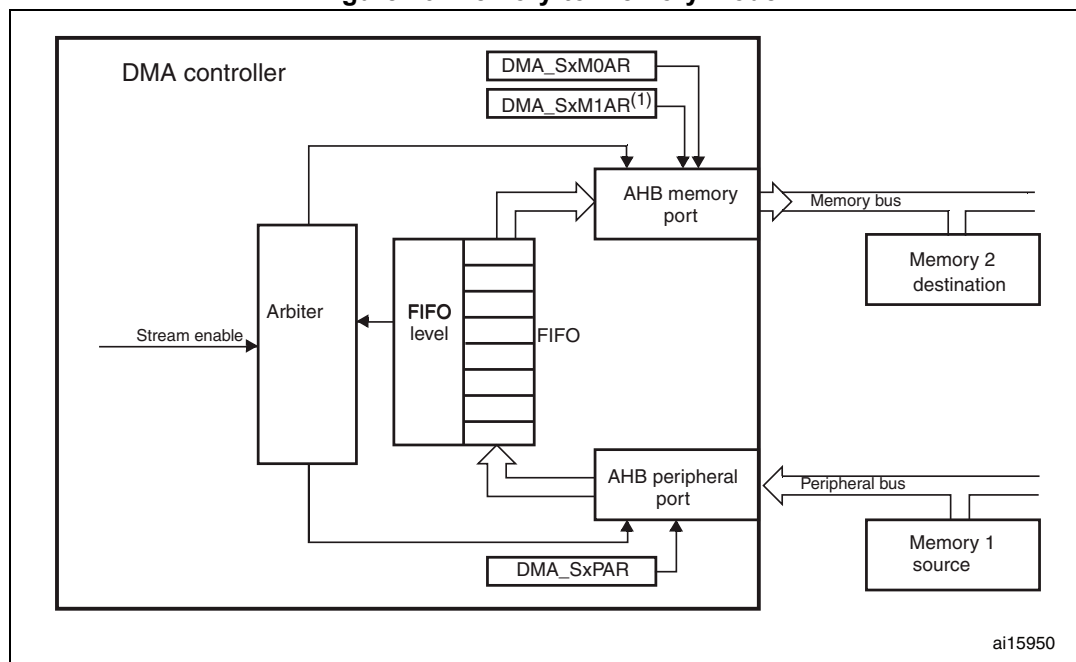 DMA controller
DMA_SxM0AR
DMA_SxM1AR(1)
AHB memory
port
Memory bus
Memory 2
destination
Arbiter
FIFO
level
FIFO
Stream enable
AHB peripheral
port
Peripheral bus
DMA_SxPAR
Memory 1
source
ai15950